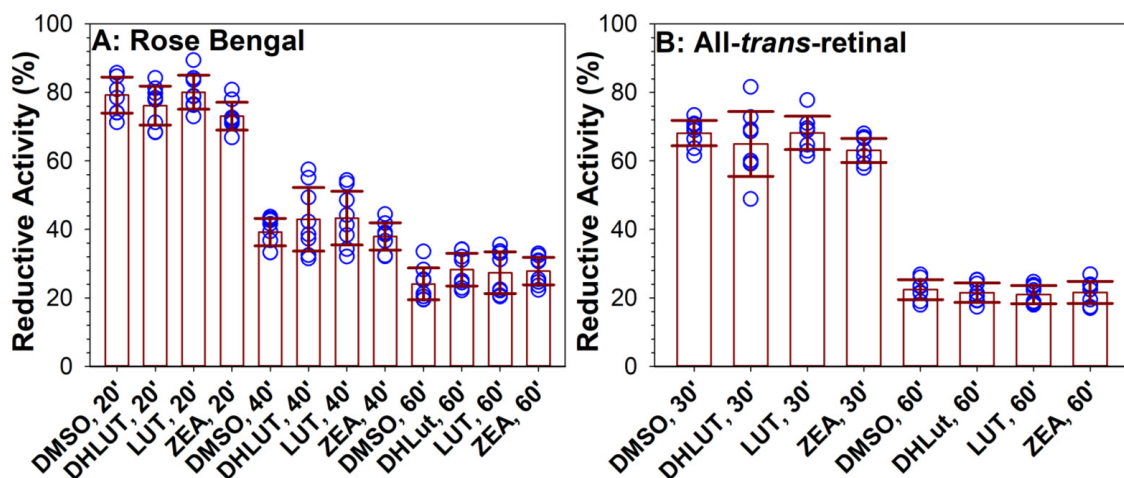 A: Rose Bengal
Reductive Activity (%)
100
80
60
40
20
0
DMSO, 20'
DHLUT, 20'
LUT, 20'
ZEA, 20'
DMSO, 40'
DHLUT, 40'
LUT, 40'
ZEA, 40'
DMSO, 60'
DHLut, 60'
LUT, 60'
ZEA, 60'
B: All-trans-retinal
Reductive Activity (%)
100
80
60
40
20
0
DMSO, 30'
DHLUT, 30'
LUT, 30'
ZEA, 30'
DMSO, 60'
DHLut, 60'
LUT, 60'
ZEA, 60'